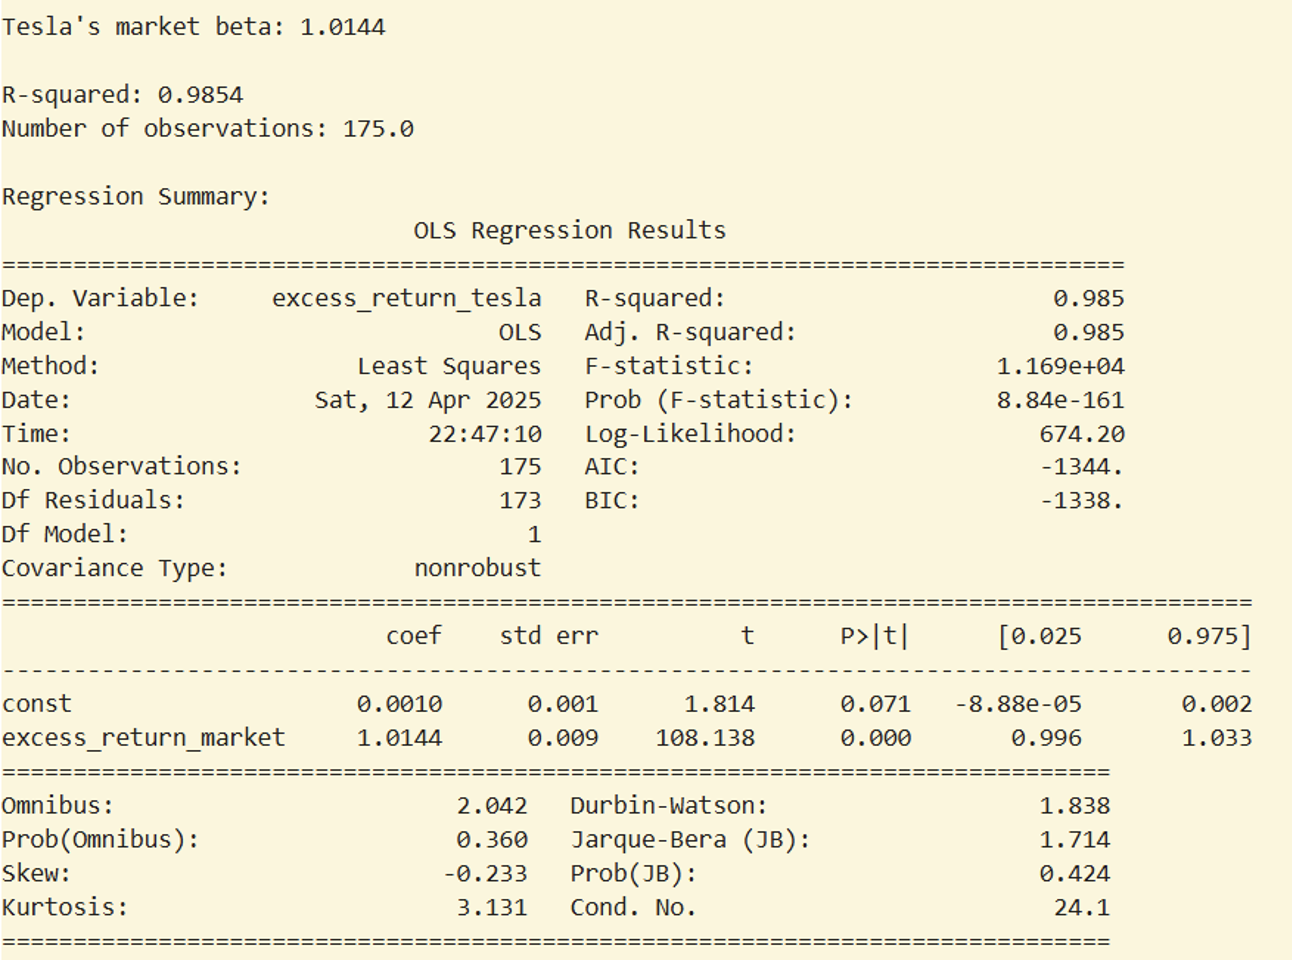 Tesla's market beta: 1.0144
R-squared: 0.9854
Number of observations: 175.0
Regression Summary:
OLS Regression Results
==============================================================================
Dep. Variable: excess_return_tesla R-squared: 0.985
Model: OLS Adj. R-squared: 0.985
Method: Least Squares F-statistic: 1.169e+04
Date: Sat, 12 Apr 2025 Prob (F-statistic): 8.84e-161
Time: 22:47:10 Log-Likelihood: 674.20
No. Observations: 175 AIC: -1344.
Df Residuals: 173 BIC: -1338.
Df Model: 1
Covariance Type: nonrobust
========================================================================================
coef std err t P>|t| [0.025 0.975]
----------------------------------------------------------------------------------------
const 0.0010 0.001 1.814 0.071 -8.88e-05 0.002
excess_return_market 1.0144 0.009 108.138 0.000 0.996 1.033
==============================================================================
Omnibus: 2.042 Durbin-Watson: 1.838
Prob(Omnibus): 0.360 Jarque-Bera (JB): 1.714
Skew: -0.233 Prob(JB): 0.424
Kurtosis: 3.131 Cond. No. 24.1
==============================================================================